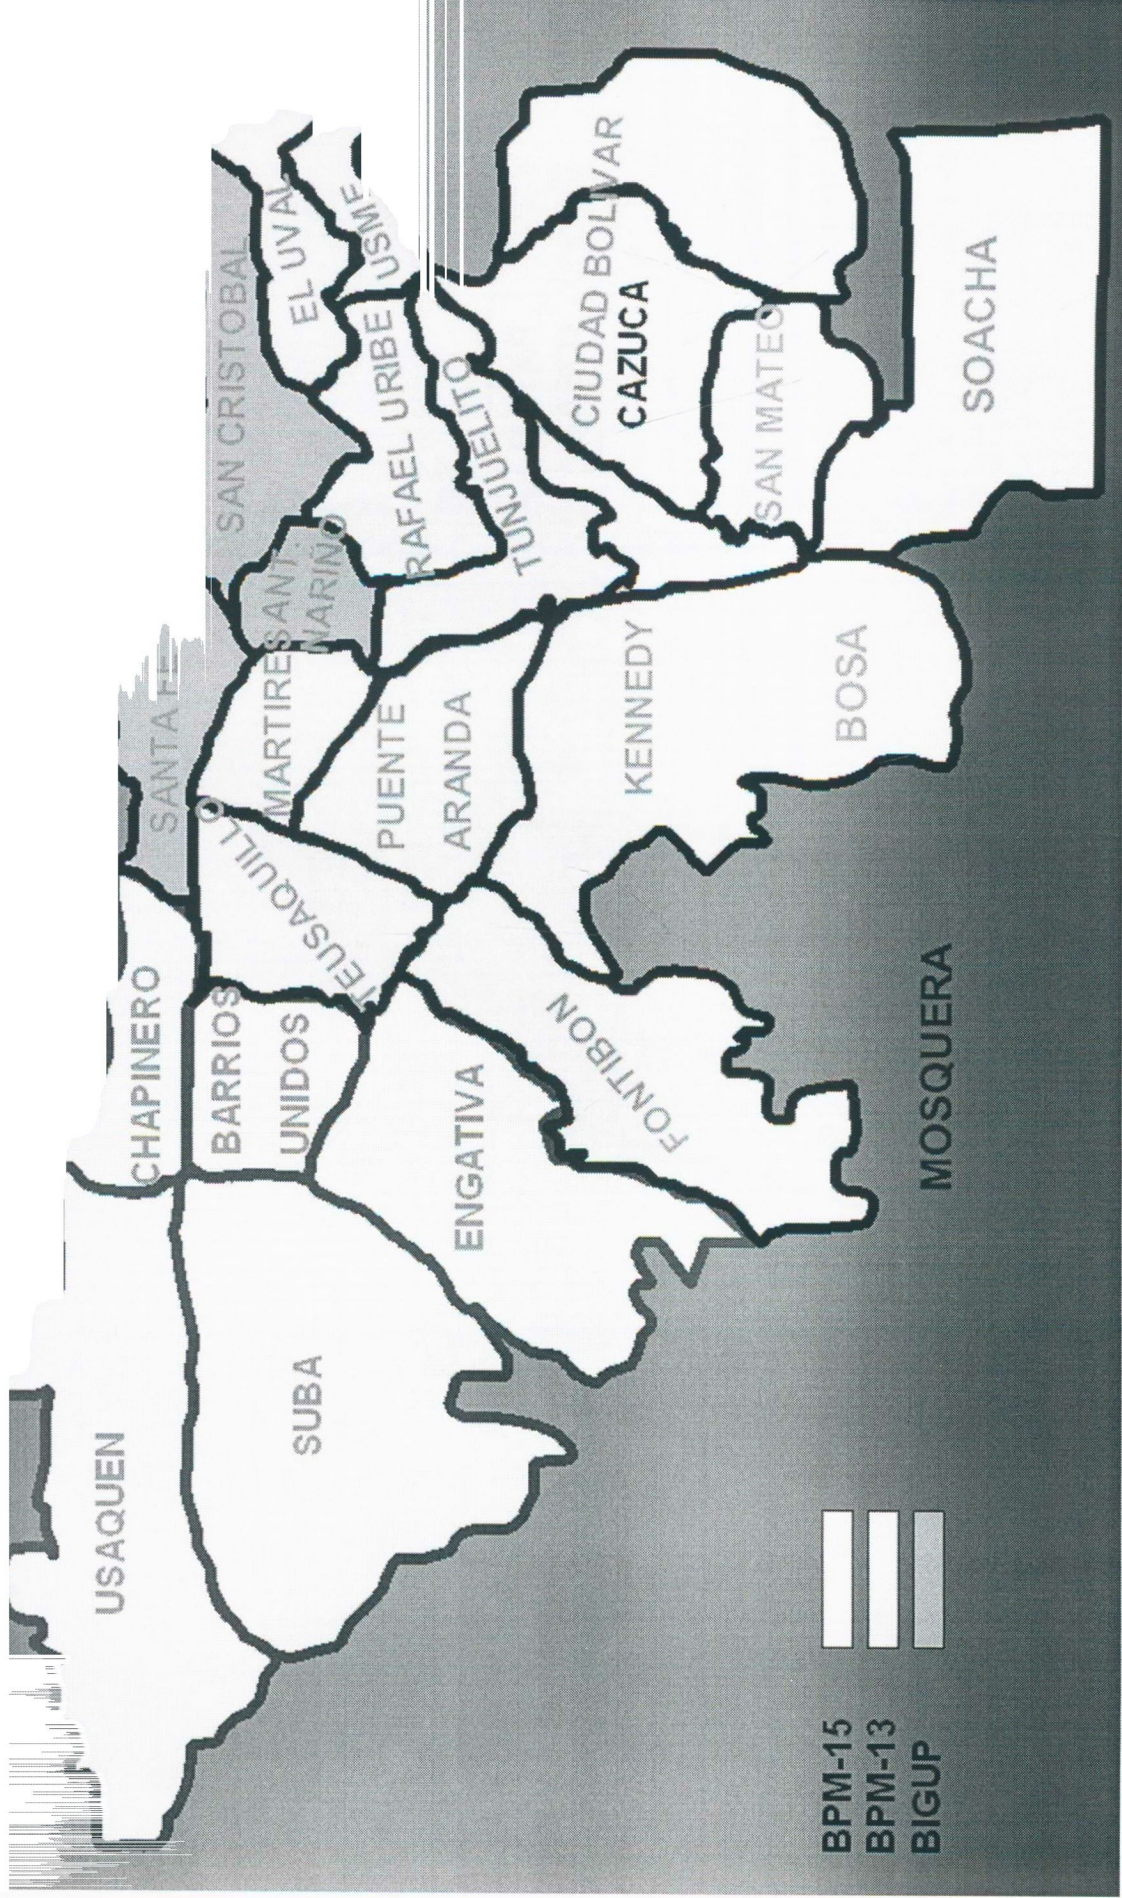 USAQUEN
CHAPINERO
SANTA FE
SAN CRISTOBAL
SUBA
BARRIOS
UNIDOS
TEUSAQUILLO
MARTIRES
ANT.
NARIÑO
EL UVAL
USME
RAFAEL URIBE
PUENTE
ARANDA
TUNJUELITO
ENGATIVA
FONTIBON
KENNEDY
CIUDAD BOLIVAR
CAZUCA
SAN MATEO
BOSA
SOACHA
MOSQUERA
BPM-15
BPM-13
BIGUP